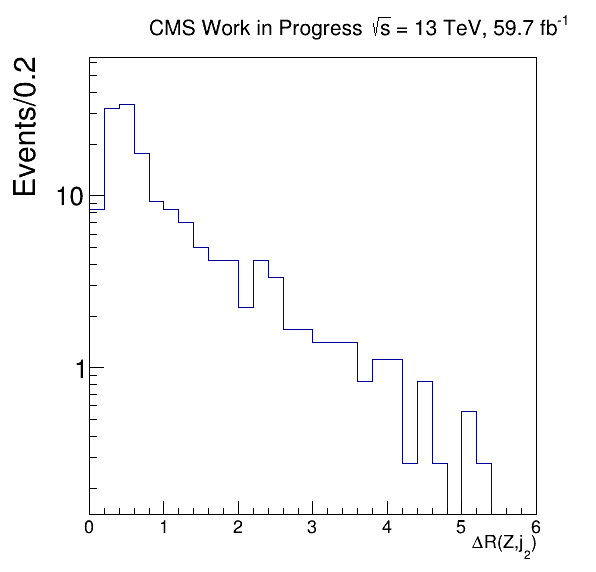 CMS Work in Progress √s = 13 TeV, 59.7 fb⁻¹
Events/0.2
10
1
0 1 2 3 4 5 6
ΔR(Z,j₂)